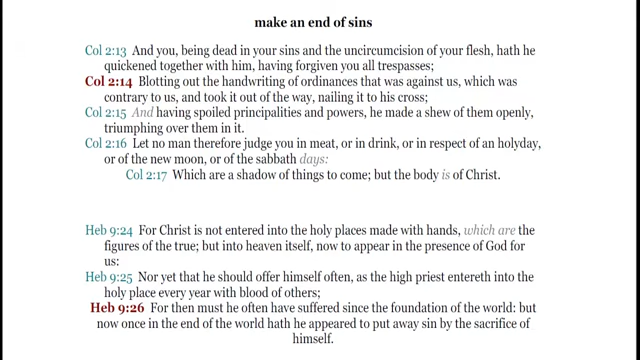 make an end of sins
Col 2:13 And you, being dead in your sins and the uncircumcision of your flesh, hath he
quickened together with him, having forgiven you all trespasses;
Col 2:14 Blotting out the handwriting of ordinances that was against us, which was
contrary to us, and took it out of the way, nailing it to his cross;
Col 2:15 And having spoiled principalities and powers, he made a shew of them openly,
triumphing over them in it.
Col 2:16 Let no man therefore judge you in meat, or in drink, or in respect of an holyday,
or of the new moon, or of the sabbath days:
Col 2:17 Which are a shadow of things to come; but the body is of Christ.
Heb 9:24 For Christ is not entered into the holy places made with hands, which are the
figures of the true; but into heaven itself, now to appear in the presence of God for
us:
Heb 9:25 Nor yet that he should offer himself often, as the high priest entereth into the
holy place every year with blood of others;
Heb 9:26 For then must he often have suffered since the foundation of the world: but
now once in the end of the world hath he appeared to put away sin by the sacrifice of
himself.